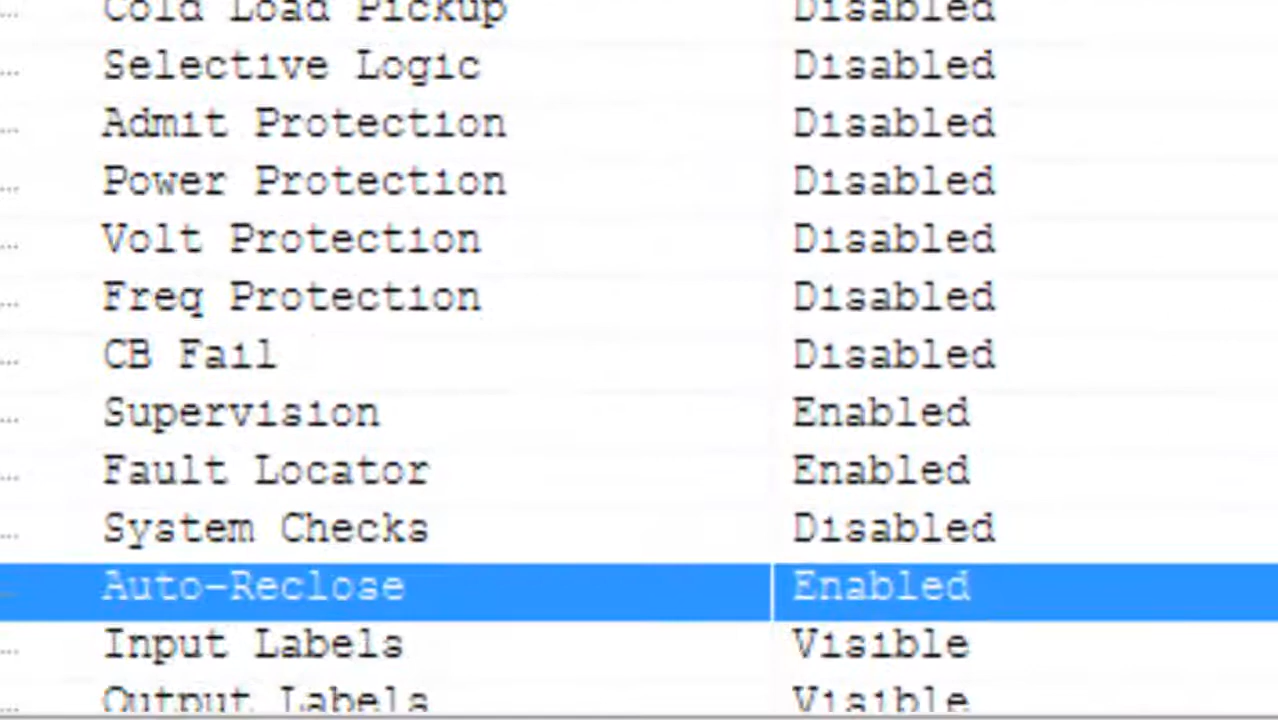 Cold Load Pickup Disabled
Selective Logic Disabled
Admit Protection Disabled
Power Protection Disabled
Volt Protection Disabled
Freq Protection Disabled
CB Fail Disabled
Supervision Enabled
Fault Locator Enabled
System Checks Disabled
Auto-Reclose Enabled
Input Labels Visible
Output Labels Visible